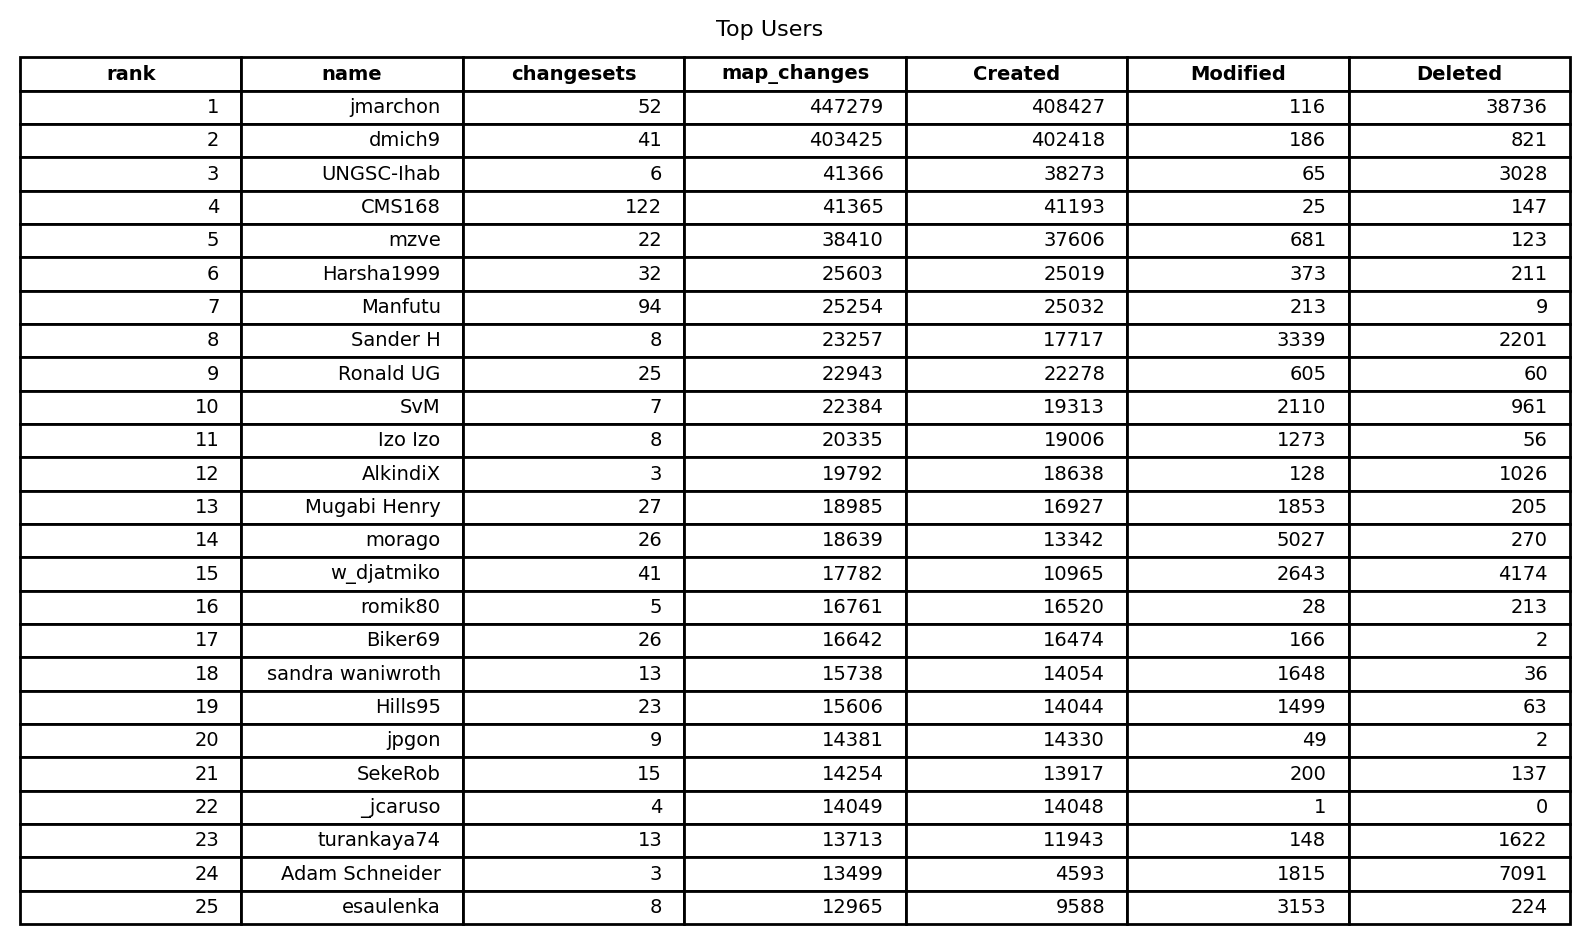 Top Users
rank name changesets map_changes Created Modified Deleted
1 jmarchon 52 447279 408427 116 38736
2 dmich9 41 403425 402418 186 821
3 UNGSC-Ihab 6 41366 38273 65 3028
4 CMS168 122 41365 41193 25 147
5 mzve 22 38410 37606 681 123
6 Harsha1999 32 25603 25019 373 211
7 Manfutu 94 25254 25032 213 9
8 Sander H 8 23257 17717 3339 2201
9 Ronald UG 25 22943 22278 605 60
10 SvM 7 22384 19313 2110 961
11 Izo Izo 8 20335 19006 1273 56
12 AlkindiX 3 19792 18638 128 1026
13 Mugabi Henry 27 18985 16927 1853 205
14 morago 26 18639 13342 5027 270
15 w_djatmiko 41 17782 10965 2643 4174
16 romik80 5 16761 16520 28 213
17 Biker69 26 16642 16474 166 2
18 sandra waniwroth 13 15738 14054 1648 36
19 Hills95 23 15606 14044 1499 63
20 jpgon 9 14381 14330 49 2
21 SekeRob 15 14254 13917 200 137
22 _jcaruso 4 14049 14048 1 0
23 turankaya74 13 13713 11943 148 1622
24 Adam Schneider 3 13499 4593 1815 7091
25 esaulenka 8 12965 9588 3153 224